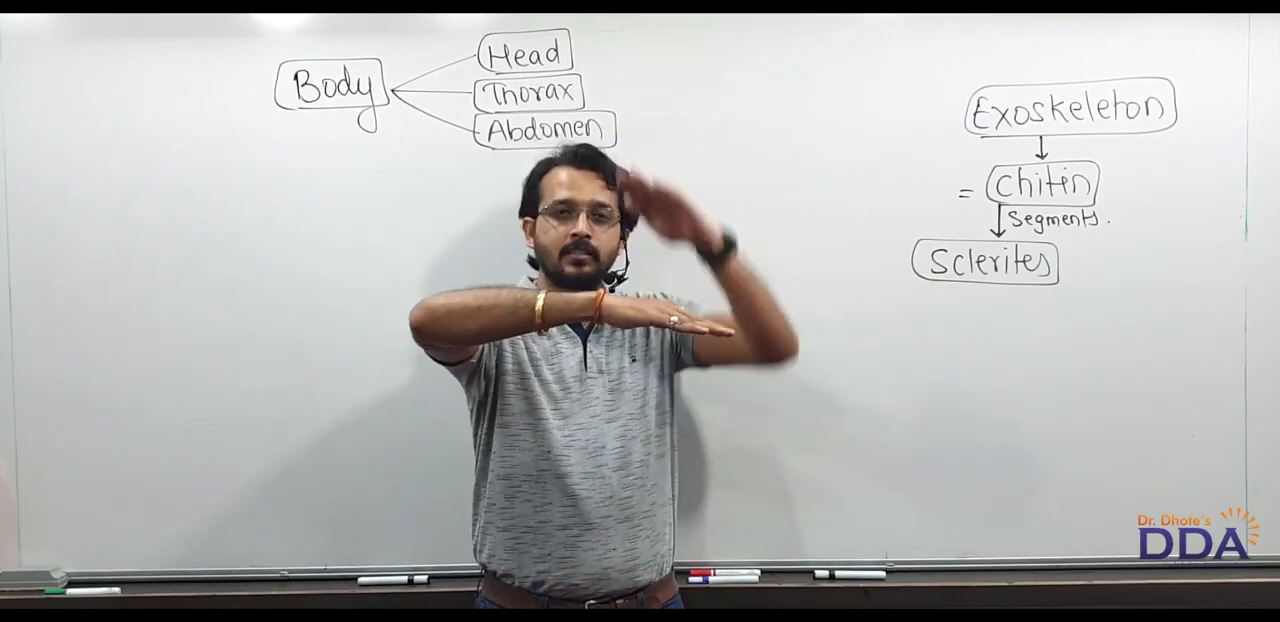 Body
Head
Thorax
Abdomen
Exoskeleton
= Chitin
Segments.
Sclerites
Dr. Dhote's
DDA